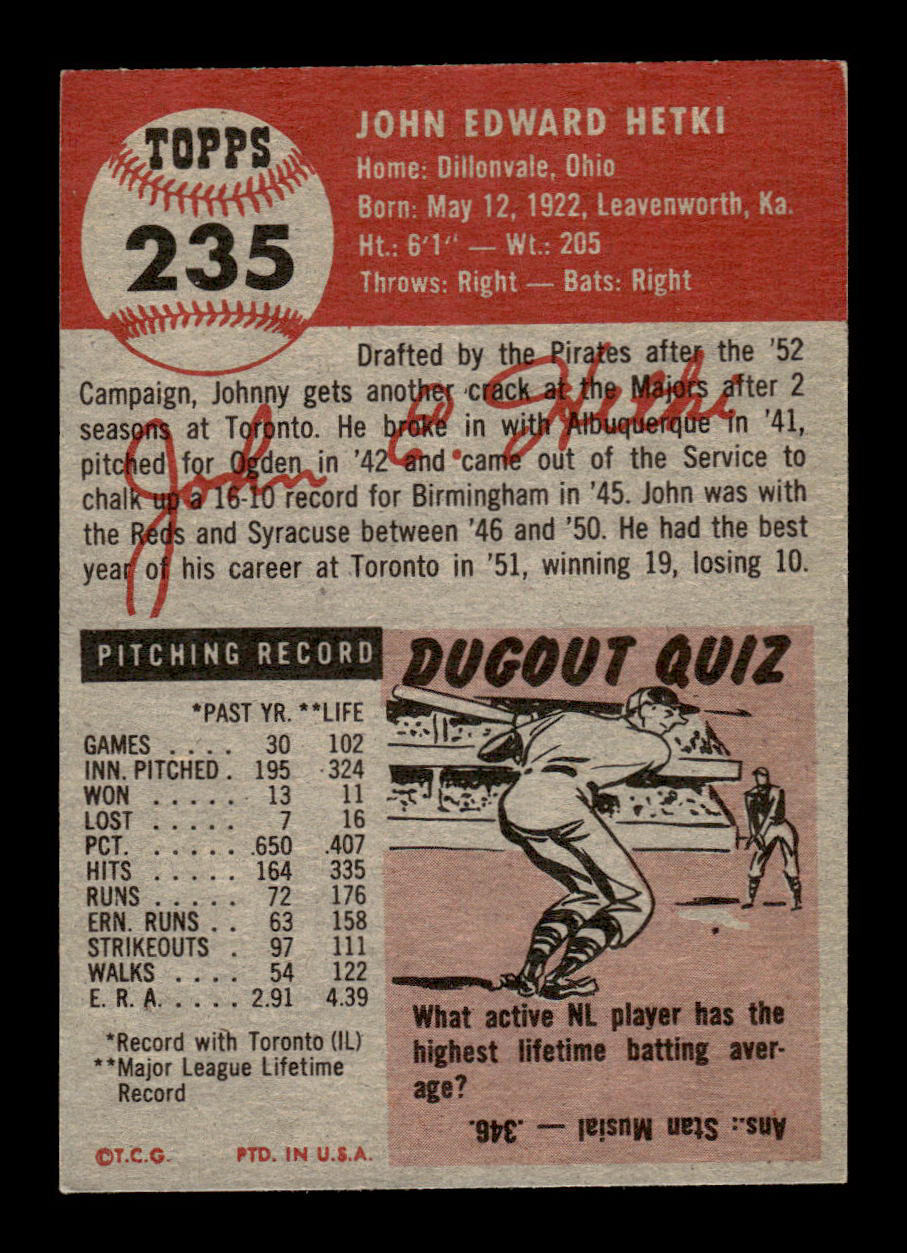 TOPPS
235
JOHN EDWARD HETKI
Home: Dillonvale, Ohio
Born: May 12, 1922, Leavenworth, Ka.
Ht.: 6'1" — Wt.: 205
Throws: Right — Bats: Right
Drafted by the Pirates after the '52
Campaign, Johnny gets another crack at the Majors after 2
seasons at Toronto. He broke in with Albuquerque in '41,
pitched for Ogden in '42 and came out of the Service to
chalk up a 16-10 record for Birmingham in '45. John was with
the Reds and Syracuse between '46 and '50. He had the best
year of his career at Toronto in '51, winning 19, losing 10.
John E. Hetki
PITCHING RECORD
*PAST YR. **LIFE
GAMES . . . . 30 102
INN. PITCHED . 195 324
WON . . . . . 13 11
LOST . . . . . 7 16
PCT. . . . . . .650 .407
HITS . . . . . 164 335
RUNS . . . . . 72 176
ERN. RUNS . . 63 158
STRIKEOUTS . 97 111
WALKS . . . . 54 122
E. R. A. . . . . 2.91 4.39
*Record with Toronto (IL)
**Major League Lifetime
Record
©T.C.G. PTD. IN U.S.A.
DUGOUT QUIZ
What active NL player has the
highest lifetime batting aver-
age?
Ans.: Stan Musial — .346.